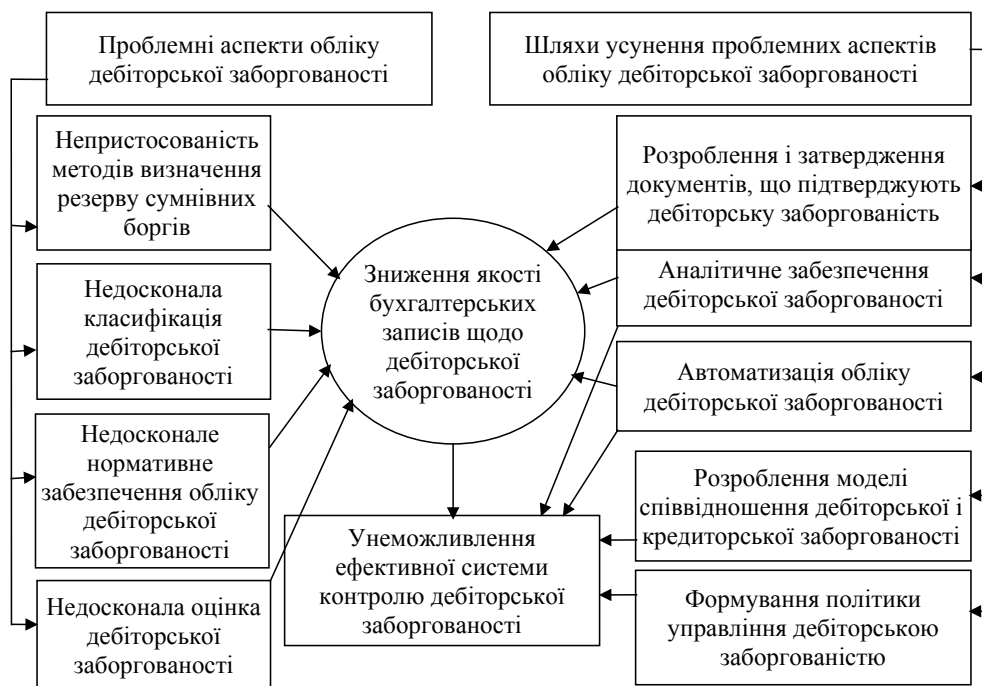 Проблемні аспекти обліку
дебіторської заборгованості
Шляхи усунення проблемних аспектів
обліку дебіторської заборгованості
Непристосованість
методів визначення
резерву сумнівних
боргів
Недосконала
класифікація
дебіторської
заборгованості
Недосконале
нормативне
забезпечення обліку
дебіторської
заборгованості
Недосконала оцінка
дебіторської
заборгованості
Зниження якості
бухгалтерських
записів щодо
дебіторської
заборгованості
Унеможливлення
ефективної системи
контролю дебіторської
заборгованості
Розроблення і затвердження
документів, що підтверджують
дебіторську заборгованість
Аналітичне забезпечення
дебіторської заборгованості
Автоматизація обліку
дебіторської заборгованості
Розроблення моделі
співвідношення дебіторської і
кредиторської заборгованості
Формування політики
управління дебіторською
заборгованістю